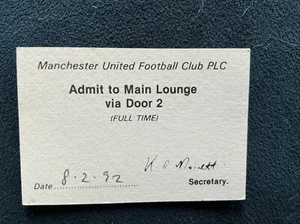 Manchester United Football Club PLC
Admit to Main Lounge
via Door 2
(FULL TIME)
Date 8.2.92 Secretary.